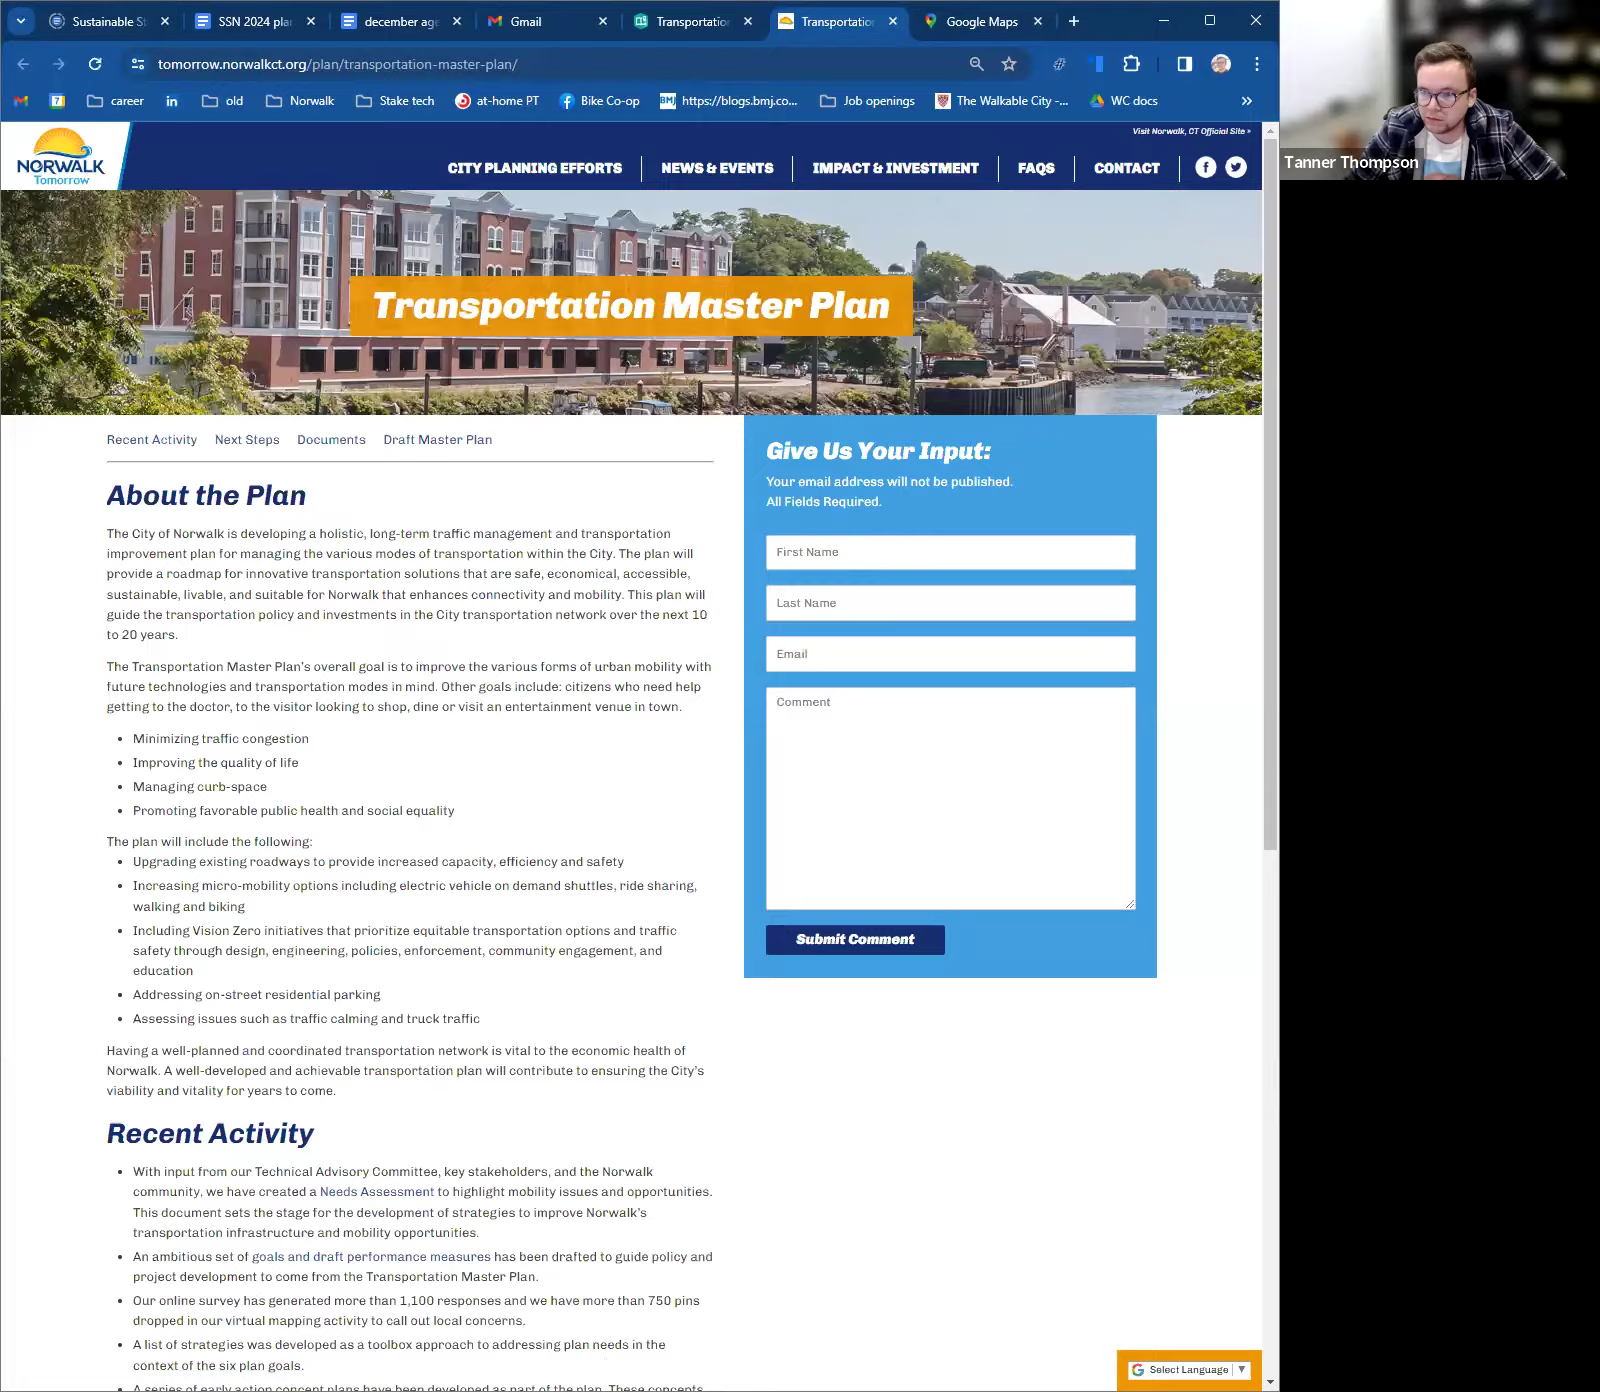 Sustainable S
SSN 2024 pla
december ag
Gmail
Transportatio
Transportatio
Google Maps
tomorrow.norwalkct.org/plan/transportation-master-plan/
career
in
old
Norwalk
Stake tech
at-home PT
Bike Co-op
BMJ
https://blogs.bmj.co...
Job openings
The Walkable City -...
WC docs
Visit Norwalk, CT Official Site »
NORWALK
Tomorrow
CITY PLANNING EFFORTS
NEWS & EVENTS
IMPACT & INVESTMENT
FAQS
CONTACT
Tanner Thompson
Transportation Master Plan
Recent Activity
Next Steps
Documents
Draft Master Plan
About the Plan
The City of Norwalk is developing a holistic, long-term traffic management and transportation
improvement plan for managing the various modes of transportation within the City. The plan will
provide a roadmap for innovative transportation solutions that are safe, economical, accessible,
sustainable, livable, and suitable for Norwalk that enhances connectivity and mobility. This plan will
guide the transportation policy and investments in the City transportation network over the next 10
to 20 years.
The Transportation Master Plan's overall goal is to improve the various forms of urban mobility with
future technologies and transportation modes in mind. Other goals include: citizens who need help
getting to the doctor, to the visitor looking to shop, dine or visit an entertainment venue in town.
• Minimizing traffic congestion
• Improving the quality of life
• Managing curb-space
• Promoting favorable public health and social equality
The plan will include the following:
• Upgrading existing roadways to provide increased capacity, efficiency and safety
• Increasing micro-mobility options including electric vehicle on demand shuttles, ride sharing,
walking and biking
• Including Vision Zero initiatives that prioritize equitable transportation options and traffic
safety through design, engineering, policies, enforcement, community engagement, and
education
• Addressing on-street residential parking
• Assessing issues such as traffic calming and truck traffic
Having a well-planned and coordinated transportation network is vital to the economic health of
Norwalk. A well-developed and achievable transportation plan will contribute to ensuring the City's
viability and vitality for years to come.
Recent Activity
• With input from our Technical Advisory Committee, key stakeholders, and the Norwalk
community, we have created a Needs Assessment to highlight mobility issues and opportunities.
This document sets the stage for the development of strategies to improve Norwalk's
transportation infrastructure and mobility opportunities.
• An ambitious set of goals and draft performance measures has been drafted to guide policy and
project development to come from the Transportation Master Plan.
• Our online survey has generated more than 1,100 responses and we have more than 750 pins
dropped in our virtual mapping activity to call out local concerns.
• A list of strategies was developed as a toolbox approach to addressing plan needs in the
context of the six plan goals.
• A series of early action concept plans have been developed as part of the plan. These concepts
Give Us Your Input:
Your email address will not be published.
All Fields Required.
First Name
Last Name
Email
Comment
Submit Comment
Select Language